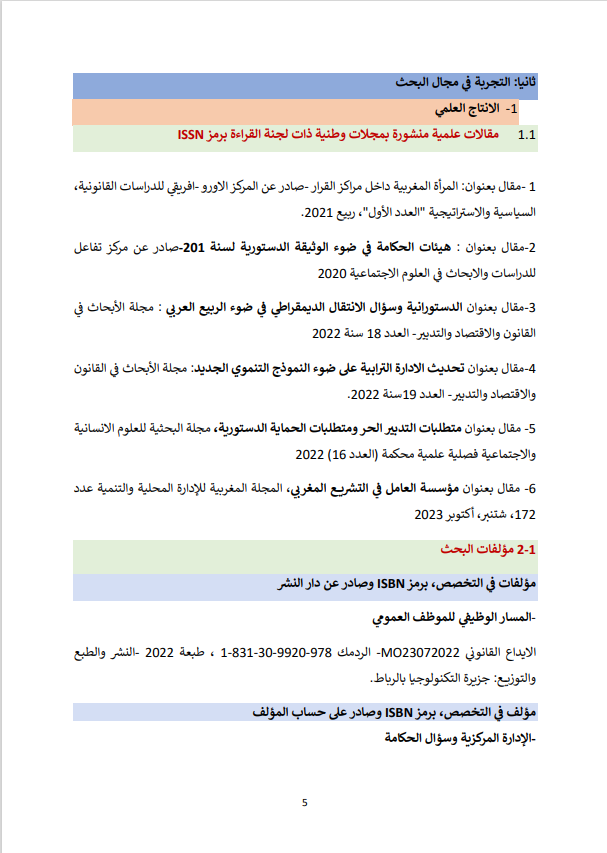 ثانيا: التجربة في مجال البحث
1- الانتاج العلمي
1.1 مقالات علمية منشورة بمجلات وطنية ذات لجنة القراءة برمز ISSN
1 -مقال بعنوان: المرأة المغربية داخل مراكز القرار -صادر عن المركز الاورو -افريقي للدراسات القانونية،
السياسية والاستراتيجية "العدد الأول"، ربيع 2021.
2-مقال بعنوان : هيئات الحكامة في ضوء الوثيقة الدستورية لسنة 201-صادر عن مركز تفاعل
للدراسات والابحاث في العلوم الاجتماعية 2020
3-مقال بعنوان الدستورانية وسؤال الانتقال الديمقراطي في ضوء الربيع العربي : مجلة الأبحاث في
القانون والاقتصاد والتدبير- العدد 18 سنة 2022
4-مقال بعنوان تحديث الادارة الترابية على ضوء النموذج التنموي الجديد: مجلة الأبحاث في القانون
والاقتصاد والتدبير- العدد 19سنة 2022.
5- مقال بعنوان متطلبات التدبير الحر ومتطلبات الحماية الدستورية، مجلة البحثية للعلوم الانسانية
والاجتماعية فصلية علمية محكمة (العدد 16) 2022
6- مقال بعنوان مؤسسة العامل في التشريع المغربي، المجلة المغربية للإدارة المحلية والتنمية عدد
172، شتنبر، أكتوبر 2023
2-1 مؤلفات البحث
مؤلفات في التخصص، برمز ISBN وصادر عن دار النشر
-المسار الوظيفي للموظف العمومي
الايداع القانوني MO23072022- الردمك 978-9920-30-831-1 ، طبعة 2022 -النشر والطبع
والتوزيع: جزيرة التكنولوجيا بالرباط.
مؤلف في التخصص، برمز ISBN وصادر على حساب المؤلف
-الإدارة المركزية وسؤال الحكامة
5